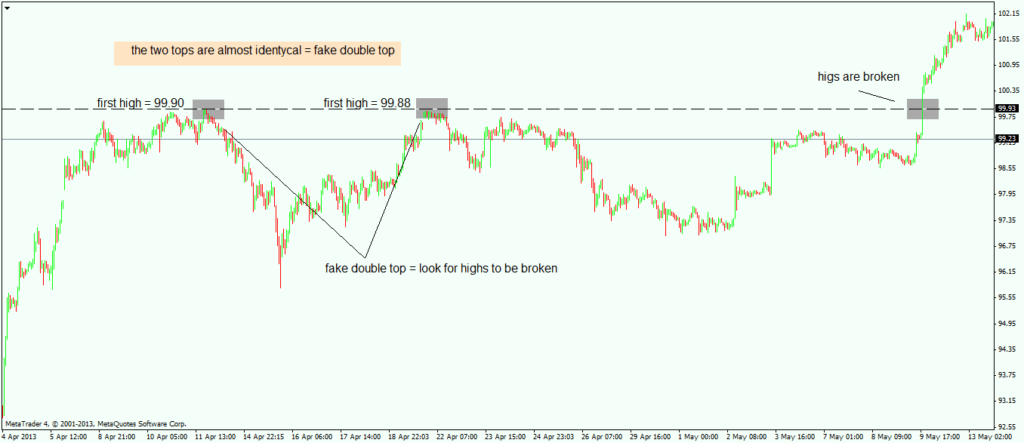 the two tops are almost identycal = fake double top
higs are broken
first high = 99.90
first high = 99.88
fake double top = look for highs to be broken
102.15
101.55
100.95
100.35
99.93
99.75
99.23
99.15
98.55
97.95
97.35
96.75
96.15
95.55
94.95
94.35
93.75
93.15
92.55
MetaTrader 4, © 2001-2013, MetaQuotes Software Corp.
4 Apr 2013
5 Apr 12:00
8 Apr 21:00
10 Apr 05:00
11 Apr 13:00
14 Apr 22:15
16 Apr 06:00
17 Apr 14:00
18 Apr 22:03
22 Apr 07:00
23 Apr 15:00
24 Apr 23:03
26 Apr 07:00
29 Apr 16:00
1 May 00:00
2 May 08:00
3 May 16:00
7 May 01:00
8 May 09:00
9 May 17:00
13 May 02:00